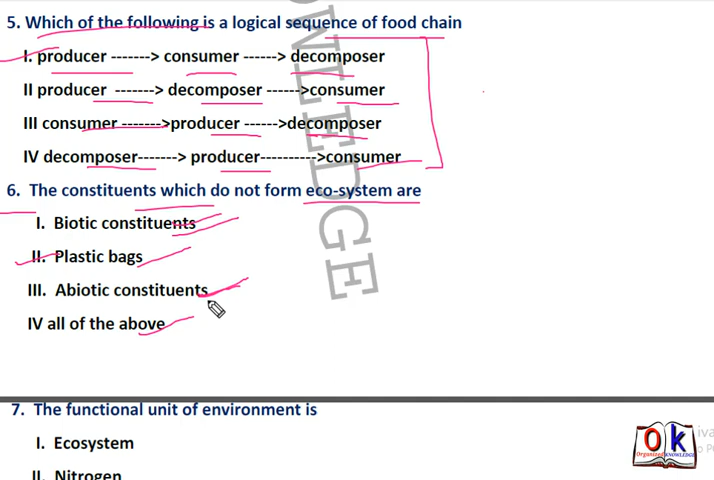 5. Which of the following is a logical sequence of food chain
I. producer -------> consumer ------> decomposer
II producer -------> decomposer ------>consumer
III consumer ------->producer ------>decomposer
IV decomposer-------> producer---------->consumer
6. The constituents which do not form eco-system are
I. Biotic constituents
II. Plastic bags
III. Abiotic constituents
IV all of the above
7. The functional unit of environment is
I. Ecosystem
II. Nitrogen
OK
Organized KNOWLEDGE